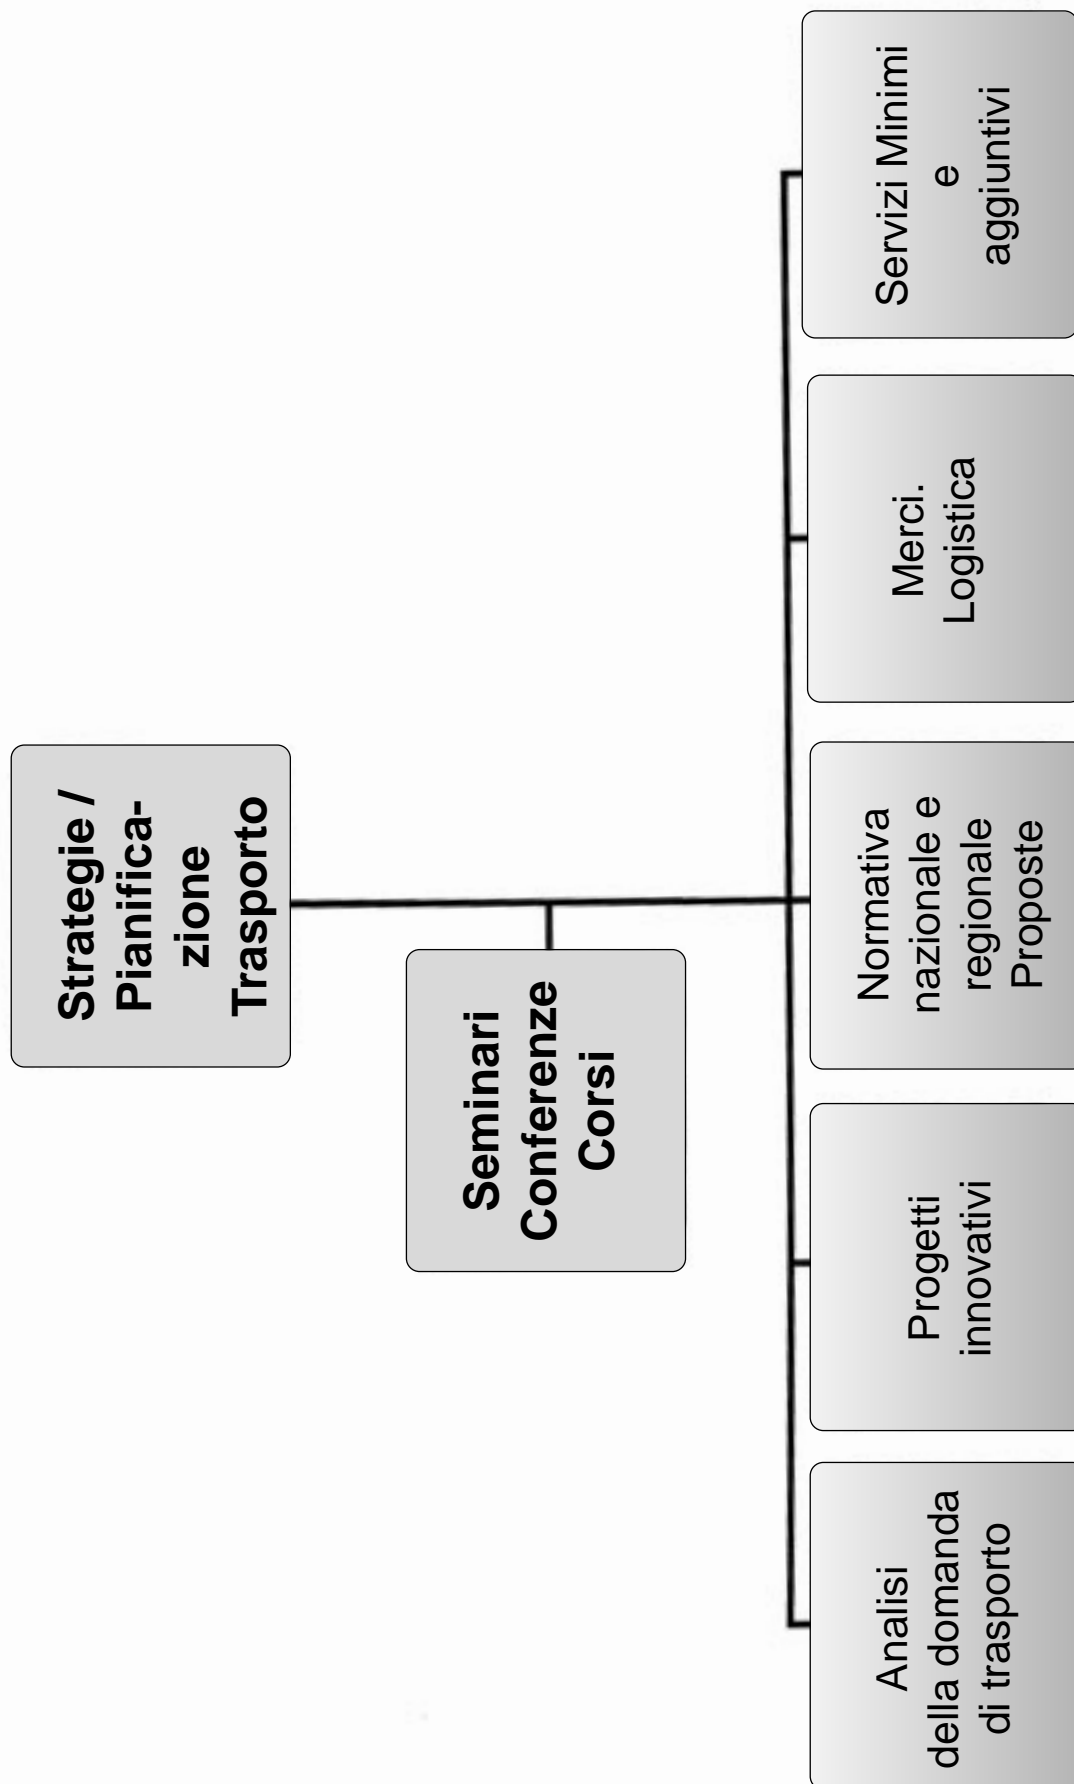 Strategie /
Pianifica-
zione
Trasporto
Seminari
Conferenze
Corsi
Analisi
della domanda
di trasporto
Progetti
innovativi
Normativa
nazionale e
regionale
Proposte
Merci.
Logistica
Servizi Minimi
e
aggiuntivi